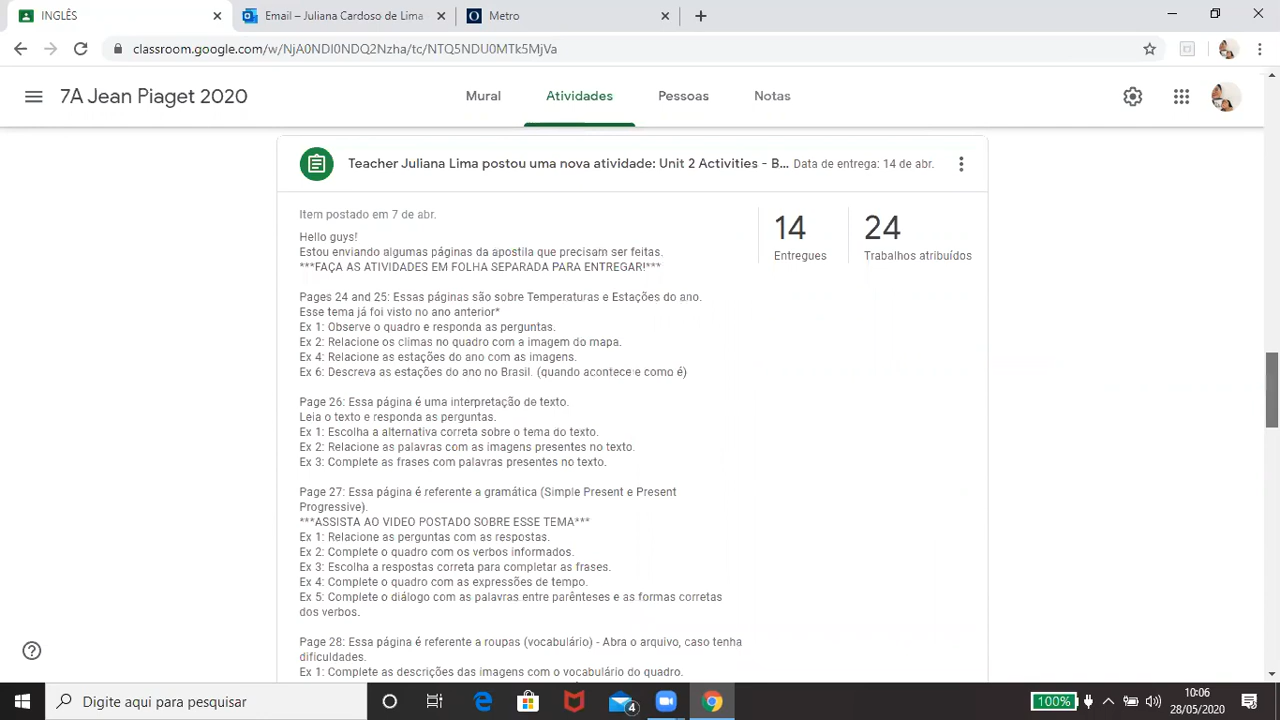 INGLÊS
Email – Juliana Cardoso de Lima
Metro
classroom.google.com/w/NjA0NDI0NDQ2Nzha/tc/NTQ5NDU0MTk5MjVa
7A Jean Piaget 2020
Mural
Atividades
Pessoas
Notas
Teacher Juliana Lima postou uma nova atividade: Unit 2 Activities - B... Data de entrega: 14 de abr.
Item postado em 7 de abr.
14
Entregues
24
Trabalhos atribuídos
Hello guys!
Estou enviando algumas páginas da apostila que precisam ser feitas.
***FAÇA AS ATIVIDADES EM FOLHA SEPARADA PARA ENTREGAR!***
Pages 24 and 25: Essas páginas são sobre Temperaturas e Estações do ano.
Esse tema já foi visto no ano anterior*
Ex 1: Observe o quadro e responda as perguntas.
Ex 2: Relacione os climas no quadro com a imagem do mapa.
Ex 4: Relacione as estações do ano com as imagens.
Ex 6: Descreva as estações do ano no Brasil. (quando acontece e como é)
Page 26: Essa página é uma interpretação de texto.
Leia o texto e responda as perguntas.
Ex 1: Escolha a alternativa correta sobre o tema do texto.
Ex 2: Relacione as palavras com as imagens presentes no texto.
Ex 3: Complete as frases com palavras presentes no texto.
Page 27: Essa página é referente a gramática (Simple Present e Present
Progressive).
***ASSISTA AO VIDEO POSTADO SOBRE ESSE TEMA***
Ex 1: Relacione as perguntas com as respostas.
Ex 2: Complete o quadro com os verbos informados.
Ex 3: Escolha a respostas correta para completar as frases.
Ex 4: Complete o quadro com as expressões de tempo.
Ex 5: Complete o diálogo com as palavras entre parênteses e as formas corretas
dos verbos.
Page 28: Essa página é referente a roupas (vocabulário) - Abra o arquivo, caso tenha
dificuldades.
Ex 1: Complete as descrições das imagens com o vocabulário do quadro.
Digite aqui para pesquisar
4
100%
10:06
28/05/2020